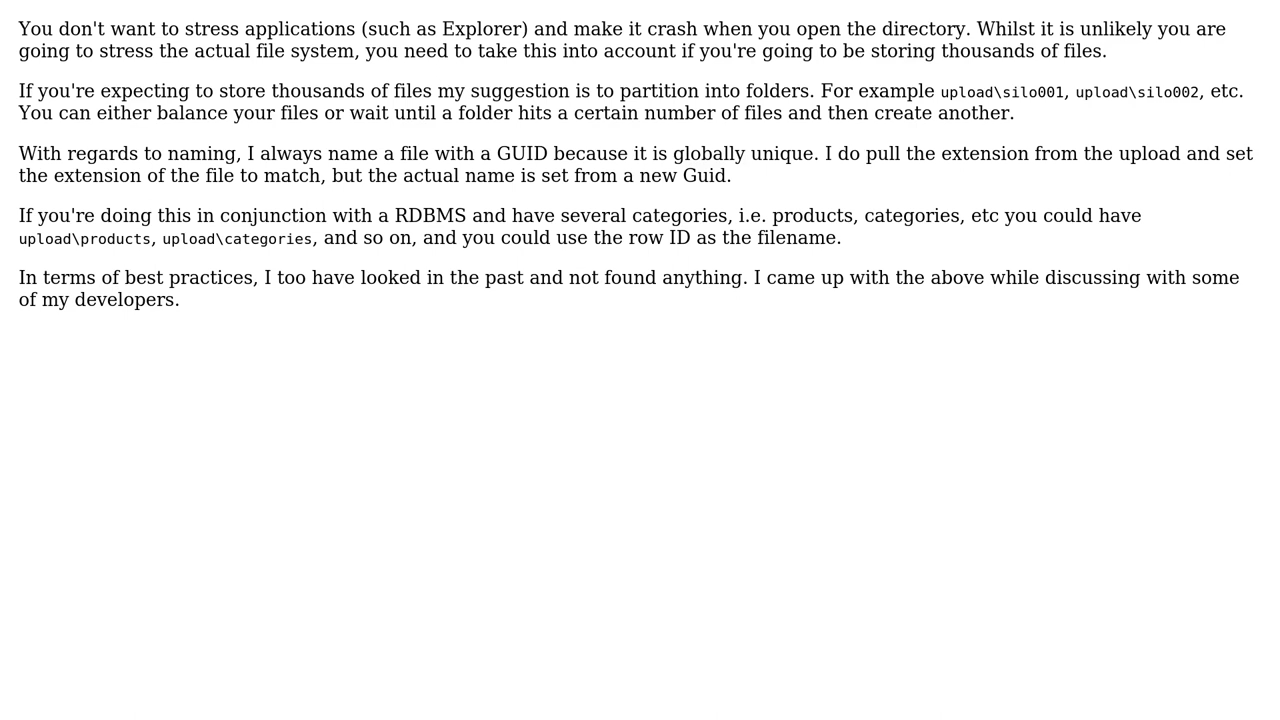 You don't want to stress applications (such as Explorer) and make it crash when you open the directory. Whilst it is unlikely you are
going to stress the actual file system, you need to take this into account if you're going to be storing thousands of files.
If you're expecting to store thousands of files my suggestion is to partition into folders. For example upload\silo001, upload\silo002, etc.
You can either balance your files or wait until a folder hits a certain number of files and then create another.
With regards to naming, I always name a file with a GUID because it is globally unique. I do pull the extension from the upload and set
the extension of the file to match, but the actual name is set from a new Guid.
If you're doing this in conjunction with a RDBMS and have several categories, i.e. products, categories, etc you could have
upload\products, upload\categories, and so on, and you could use the row ID as the filename.
In terms of best practices, I too have looked in the past and not found anything. I came up with the above while discussing with some
of my developers.